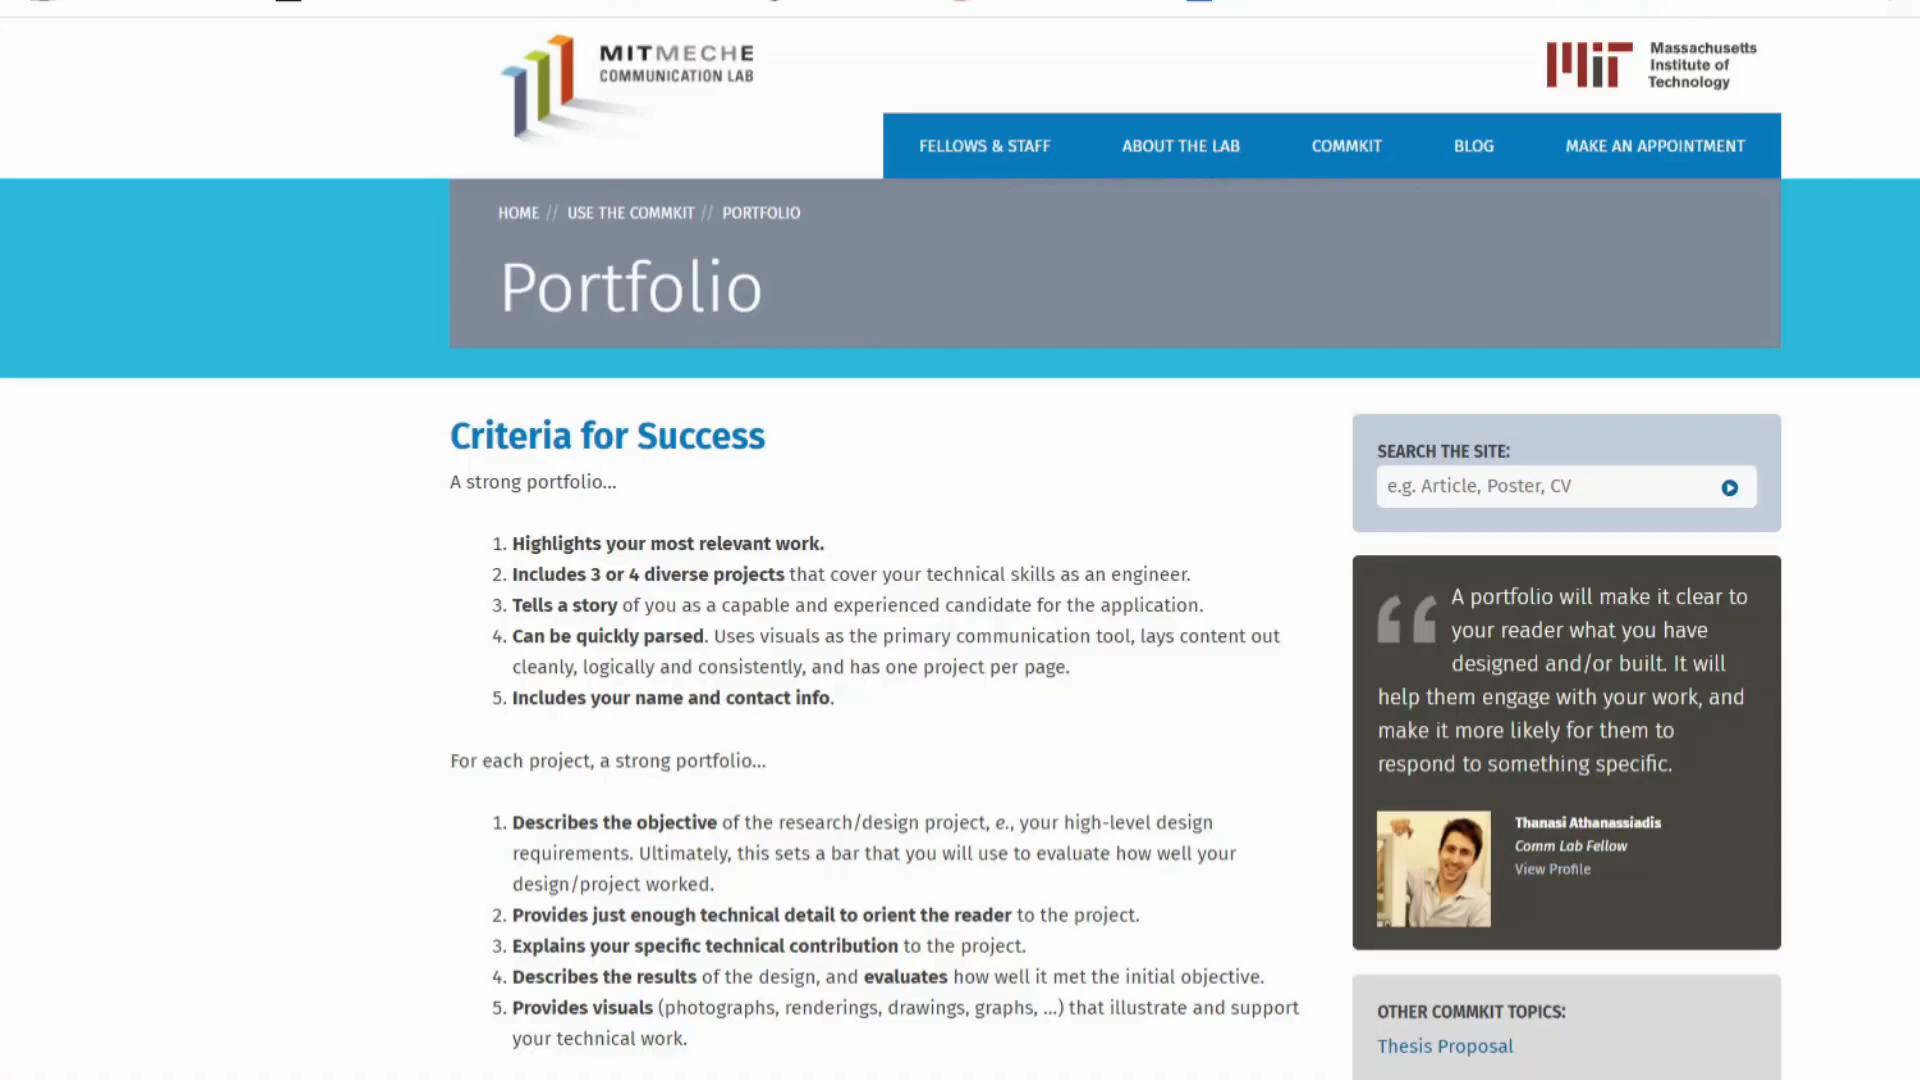 MITMECHE
COMMUNICATION LAB
Massachusetts
Institute of
Technology
FELLOWS & STAFF
ABOUT THE LAB
COMMKIT
BLOG
MAKE AN APPOINTMENT
HOME // USE THE COMMKIT // PORTFOLIO
Portfolio
Criteria for Success
A strong portfolio...
1. Highlights your most relevant work.
2. Includes 3 or 4 diverse projects that cover your technical skills as an engineer.
3. Tells a story of you as a capable and experienced candidate for the application.
4. Can be quickly parsed. Uses visuals as the primary communication tool, lays content out
cleanly, logically and consistently, and has one project per page.
5. Includes your name and contact info.
For each project, a strong portfolio...
1. Describes the objective of the research/design project, e., your high-level design
requirements. Ultimately, this sets a bar that you will use to evaluate how well your
design/project worked.
2. Provides just enough technical detail to orient the reader to the project.
3. Explains your specific technical contribution to the project.
4. Describes the results of the design, and evaluates how well it met the initial objective.
5. Provides visuals (photographs, renderings, drawings, graphs, ...) that illustrate and support
your technical work.
SEARCH THE SITE:
e.g. Article, Poster, CV
“ A portfolio will make it clear to
your reader what you have
designed and/or built. It will
help them engage with your work, and
make it more likely for them to
respond to something specific.
Thanasi Athanassiadis
Comm Lab Fellow
View Profile
OTHER COMMKIT TOPICS:
Thesis Proposal